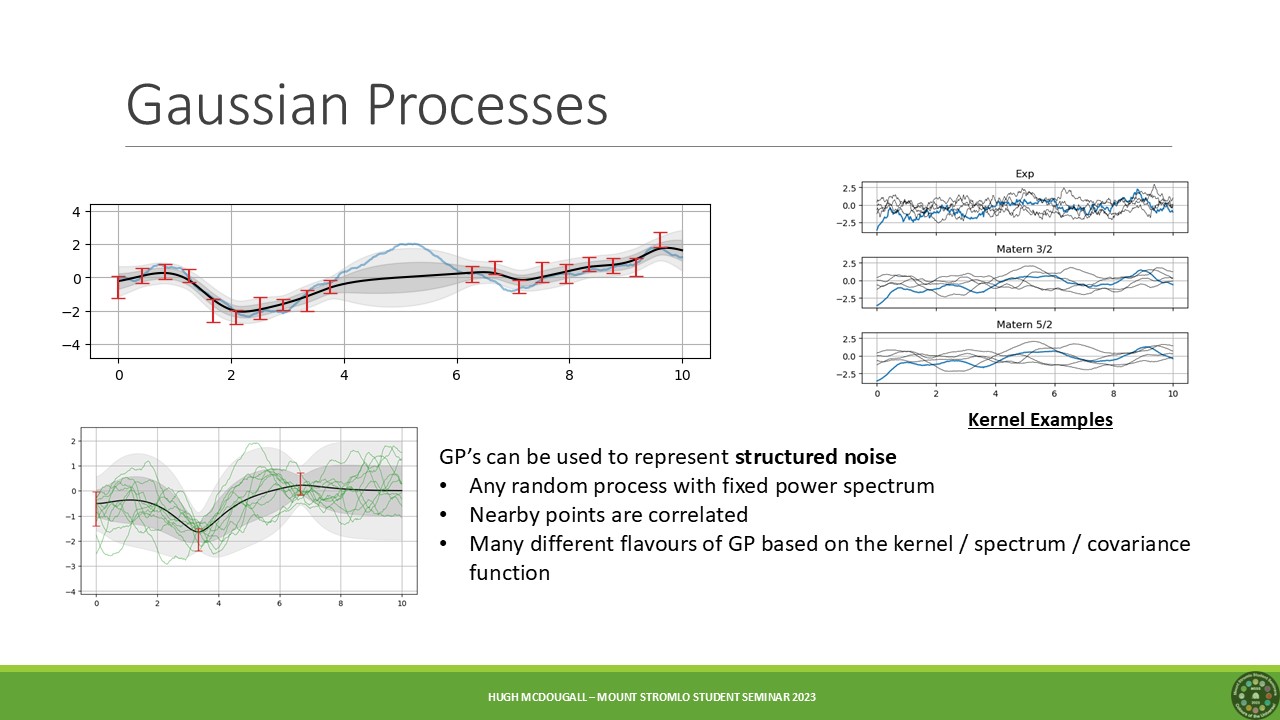 Gaussian Processes
4
2
0
−2
−4
0 2 4 6 8 10
Exp
2.5
0.0
−2.5
Matern 3/2
2.5
0.0
−2.5
Matern 5/2
2.5
0.0
−2.5
0 2 4 6 8 10
Kernel Examples
2
1
0
−1
−2
−3
−4
0 2 4 6 8 10
GP’s can be used to represent structured noise
• Any random process with fixed power spectrum
• Nearby points are correlated
• Many different flavours of GP based on the kernel / spectrum / covariance
function
HUGH MCDOUGALL – MOUNT STROMLO STUDENT SEMINAR 2023